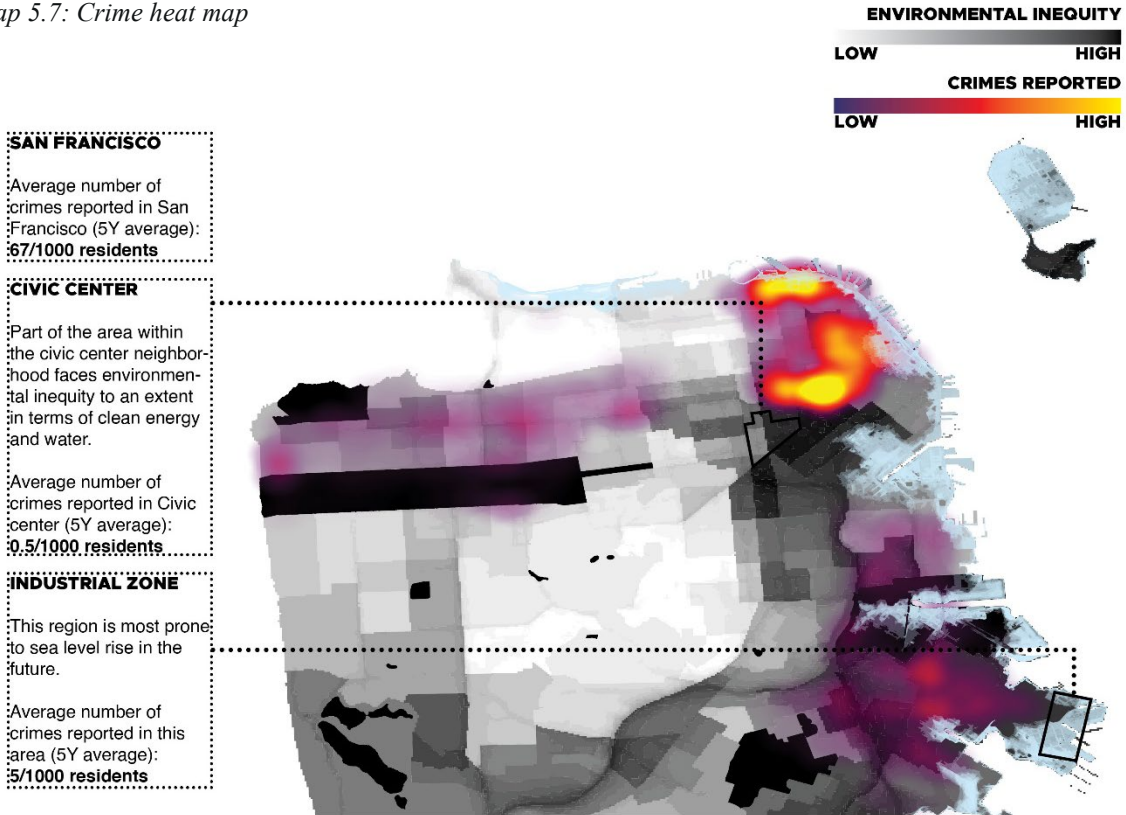 ap 5.7: Crime heat map
ENVIRONMENTAL INEQUITY
LOW HIGH
CRIMES REPORTED
LOW HIGH
SAN FRANCISCO
Average number of
crimes reported in San
Francisco (5Y average):
67/1000 residents
CIVIC CENTER
Part of the area within
the civic center neighbor-
hood faces environmen-
tal inequity to an extent
in terms of clean energy
and water.
Average number of
crimes reported in Civic
center (5Y average):
0.5/1000 residents
INDUSTRIAL ZONE
This region is most prone
to sea level rise in the
future.
Average number of
crimes reported in this
area (5Y average):
5/1000 residents